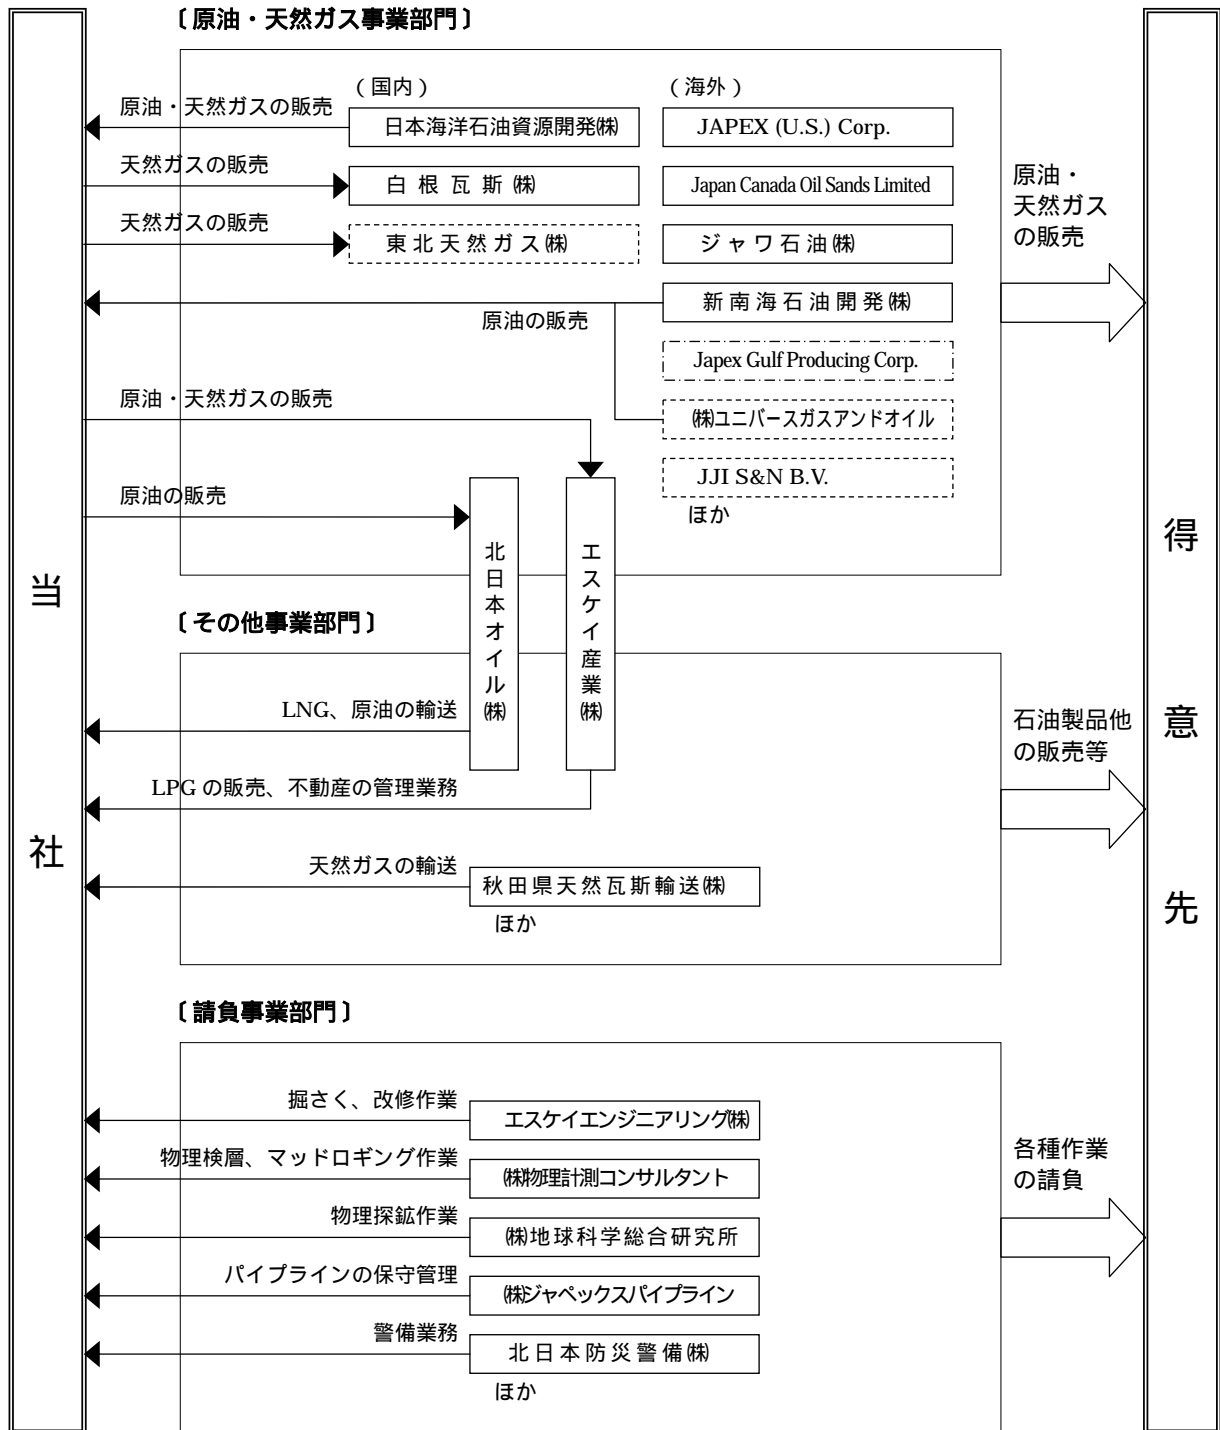 〔原油・天然ガス事業部門〕
（国内）
（海外）
原油・天然ガスの販売
日本海洋石油資源開発㈱
JAPEX (U.S.) Corp.
天然ガスの販売
白根瓦斯㈱
Japan Canada Oil Sands Limited
天然ガスの販売
東北天然ガス㈱
ジャワ石油㈱
新南海石油開発㈱
原油の販売
Japex Gulf Producing Corp.
原油・天然ガスの販売
㈱ユニバースガスアンドオイル
JJI S&N B.V.
ほか
原油の販売
北日本オイル㈱
エスケイ産業㈱
原油・
天然ガス
の販売
当社
得意先
〔その他事業部門〕
LNG、原油の輸送
LPG の販売、不動産の管理業務
天然ガスの輸送
秋田県天然瓦斯輸送㈱
ほか
石油製品他
の販売等
〔請負事業部門〕
掘さく、改修作業
エスケイエンジニアリング㈱
物理検層、マッドロギング作業
㈱物理計測コンサルタント
物理探鉱作業
㈱地球科学総合研究所
パイプラインの保守管理
㈱ジャペックスパイプライン
警備業務
北日本防災警備㈱
ほか
各種作業
の請負